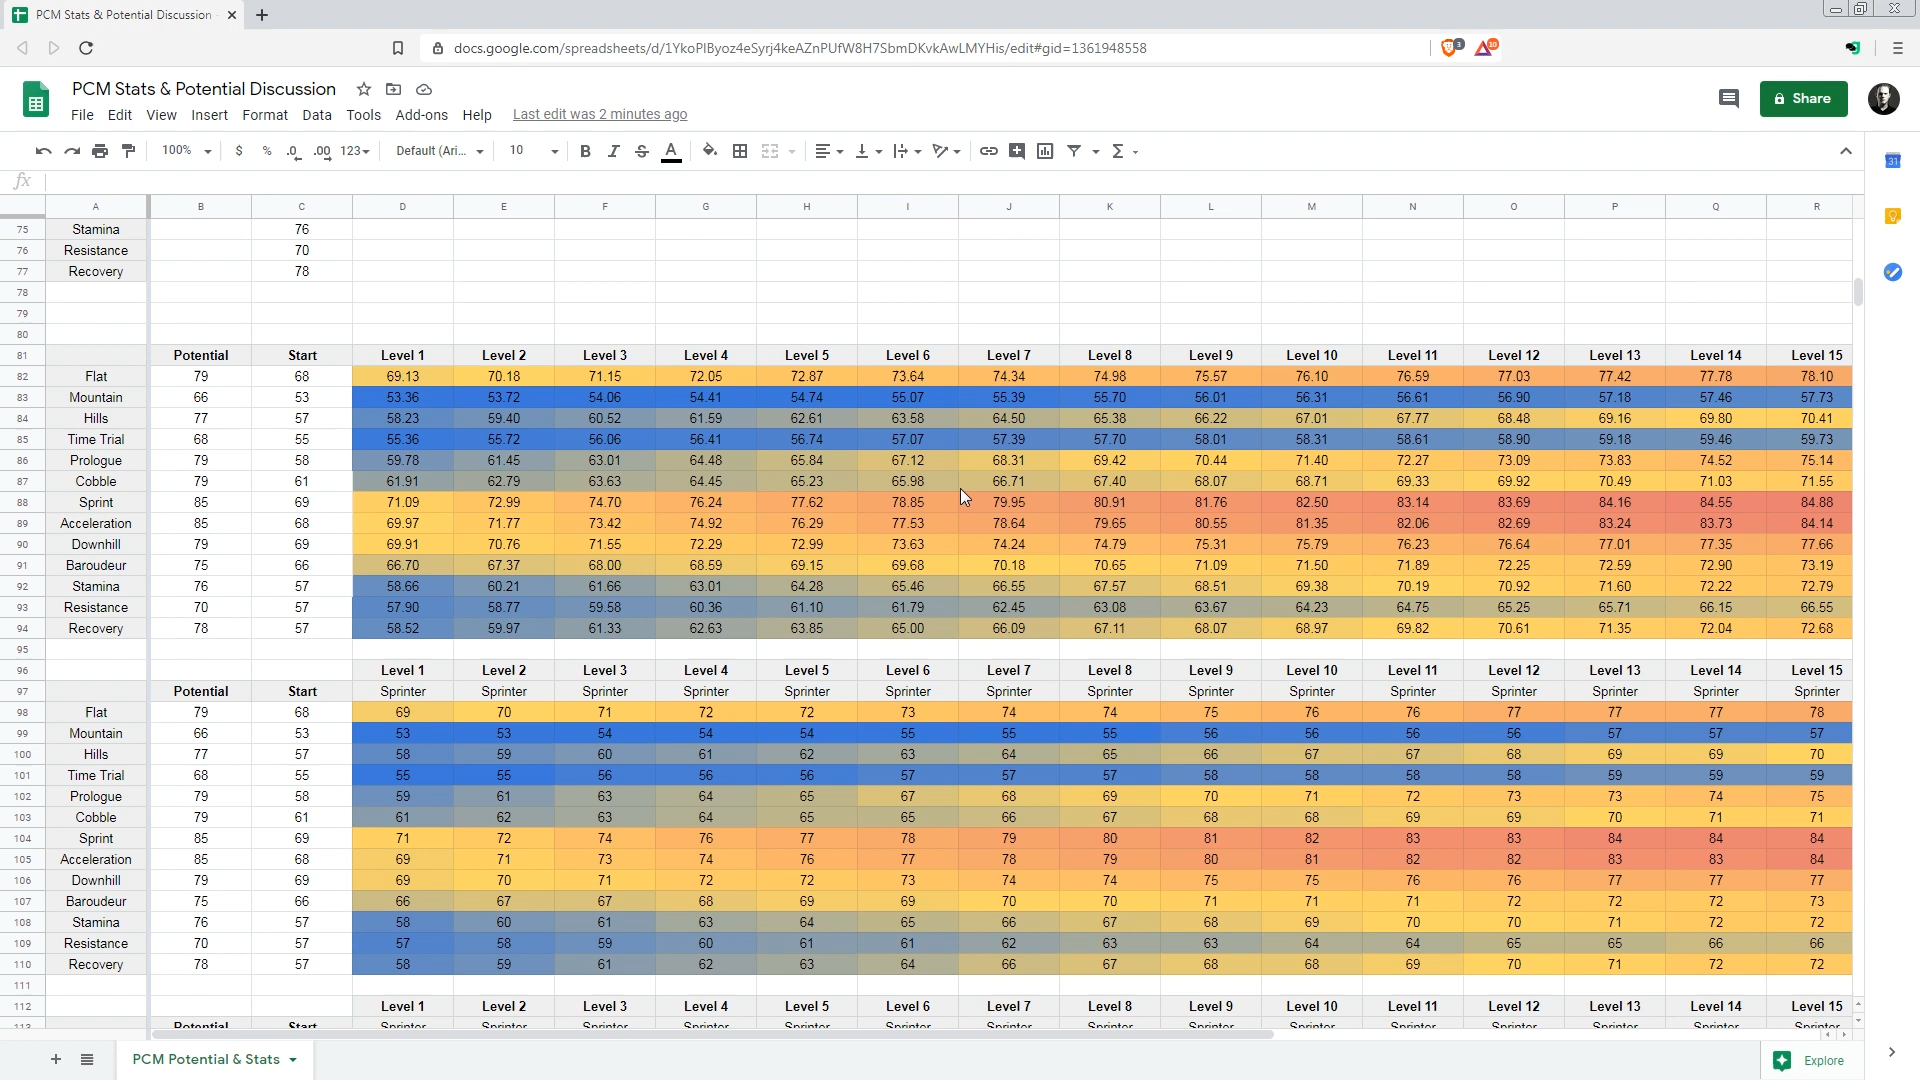 PCM Stats & Potential Discussion
docs.google.com/spreadsheets/d/1YkoPIByoz4eSyrj4keAZnPUfW8H7SbmDKvkAwLMYHis/edit#gid=1361948558 3 10
PCM Stats & Potential Discussion
Share
File Edit View Insert Format Data Tools Add-ons Help Last edit was 2 minutes ago
100% $ % .0 .00 123 Default (Ari... 10 B I S A
31
fx
A B C D E F G H I J K L M N O P Q R
75 Stamina 76
76 Resistance 70
77 Recovery 78
78
79
80
81 Potential Start Level 1 Level 2 Level 3 Level 4 Level 5 Level 6 Level 7 Level 8 Level 9 Level 10 Level 11 Level 12 Level 13 Level 14 Level 15
82 Flat 79 68 69.13 70.18 71.15 72.05 72.87 73.64 74.34 74.98 75.57 76.10 76.59 77.03 77.42 77.78 78.10
83 Mountain 66 53 53.36 53.72 54.06 54.41 54.74 55.07 55.39 55.70 56.01 56.31 56.61 56.90 57.18 57.46 57.73
84 Hills 77 57 58.23 59.40 60.52 61.59 62.61 63.58 64.50 65.38 66.22 67.01 67.77 68.48 69.16 69.80 70.41
85 Time Trial 68 55 55.36 55.72 56.06 56.41 56.74 57.07 57.39 57.70 58.01 58.31 58.61 58.90 59.18 59.46 59.73
86 Prologue 79 58 59.78 61.45 63.01 64.48 65.84 67.12 68.31 69.42 70.44 71.40 72.27 73.09 73.83 74.52 75.14
87 Cobble 79 61 61.91 62.79 63.63 64.45 65.23 65.98 66.71 67.40 68.07 68.71 69.33 69.92 70.49 71.03 71.55
88 Sprint 85 69 71.09 72.99 74.70 76.24 77.62 78.85 79.95 80.91 81.76 82.50 83.14 83.69 84.16 84.55 84.88
89 Acceleration 85 68 69.97 71.77 73.42 74.92 76.29 77.53 78.64 79.65 80.55 81.35 82.06 82.69 83.24 83.73 84.14
90 Downhill 79 69 69.91 70.76 71.55 72.29 72.99 73.63 74.24 74.79 75.31 75.79 76.23 76.64 77.01 77.35 77.66
91 Baroudeur 75 66 66.70 67.37 68.00 68.59 69.15 69.68 70.18 70.65 71.09 71.50 71.89 72.25 72.59 72.90 73.19
92 Stamina 76 57 58.66 60.21 61.66 63.01 64.28 65.46 66.55 67.57 68.51 69.38 70.19 70.92 71.60 72.22 72.79
93 Resistance 70 57 57.90 58.77 59.58 60.36 61.10 61.79 62.45 63.08 63.67 64.23 64.75 65.25 65.71 66.15 66.55
94 Recovery 78 57 58.52 59.97 61.33 62.63 63.85 65.00 66.09 67.11 68.07 68.97 69.82 70.61 71.35 72.04 72.68
95
96 Level 1 Level 2 Level 3 Level 4 Level 5 Level 6 Level 7 Level 8 Level 9 Level 10 Level 11 Level 12 Level 13 Level 14 Level 15
97 Potential Start Sprinter Sprinter Sprinter Sprinter Sprinter Sprinter Sprinter Sprinter Sprinter Sprinter Sprinter Sprinter Sprinter Sprinter Sprinter
98 Flat 79 68 69 70 71 72 72 73 74 74 75 76 76 77 77 77 78
99 Mountain 66 53 53 53 54 54 54 55 55 55 56 56 56 56 57 57 57
100 Hills 77 57 58 59 60 61 62 63 64 65 66 67 67 68 69 69 70
101 Time Trial 68 55 55 55 56 56 56 57 57 57 58 58 58 58 59 59 59
102 Prologue 79 58 59 61 63 64 65 67 68 69 70 71 72 73 73 74 75
103 Cobble 79 61 61 62 63 64 65 65 66 67 68 68 69 69 70 71 71
104 Sprint 85 69 71 72 74 76 77 78 79 80 81 82 83 83 84 84 84
105 Acceleration 85 68 69 71 73 74 76 77 78 79 80 81 82 82 83 83 84
106 Downhill 79 69 69 70 71 72 72 73 74 74 75 75 76 76 77 77 77
107 Baroudeur 75 66 66 67 67 68 69 69 70 70 71 71 71 72 72 72 73
108 Stamina 76 57 58 60 61 63 64 65 66 67 68 69 70 70 71 72 72
109 Resistance 70 57 57 58 59 60 61 61 62 63 63 64 64 65 65 66 66
110 Recovery 78 57 58 59 61 62 63 64 66 67 68 68 69 70 71 72 72
111
112 Level 1 Level 2 Level 3 Level 4 Level 5 Level 6 Level 7 Level 8 Level 9 Level 10 Level 11 Level 12 Level 13 Level 14 Level 15
113 Potential Start Sprinter Sprinter Sprinter Sprinter Sprinter Sprinter Sprinter Sprinter Sprinter Sprinter Sprinter Sprinter Sprinter Sprinter Sprinter
PCM Potential & Stats
Explore